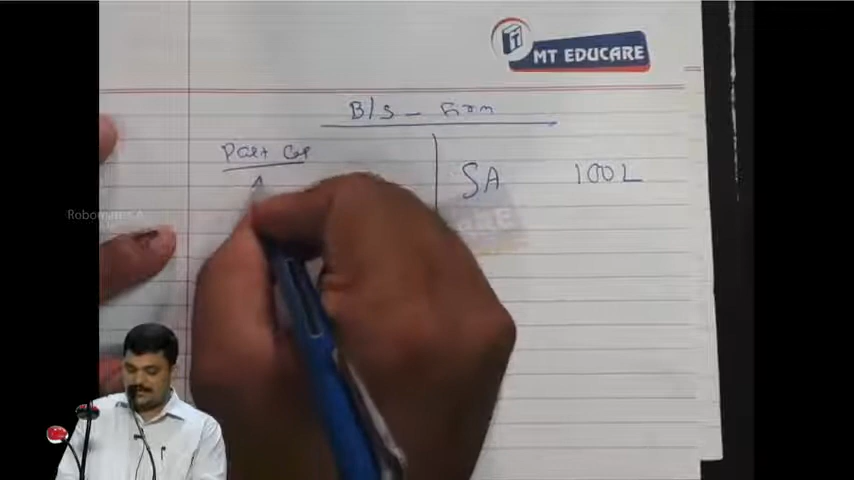 MT EDUCARE
B/S - Firm
Part Cap
A
SA 100L